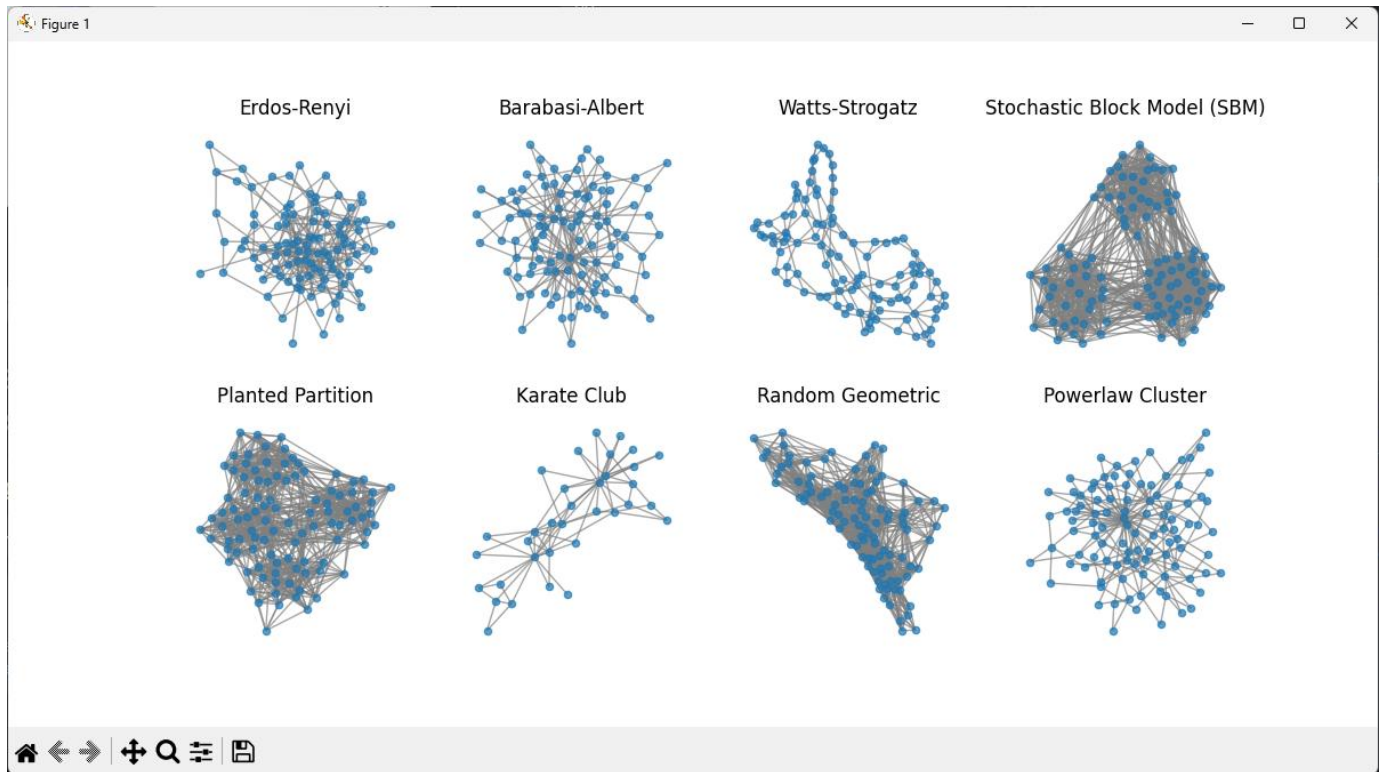 Figure 1
Erdos-Renyi
Barabasi-Albert
Watts-Strogatz
Stochastic Block Model (SBM)
Planted Partition
Karate Club
Random Geometric
Powerlaw Cluster